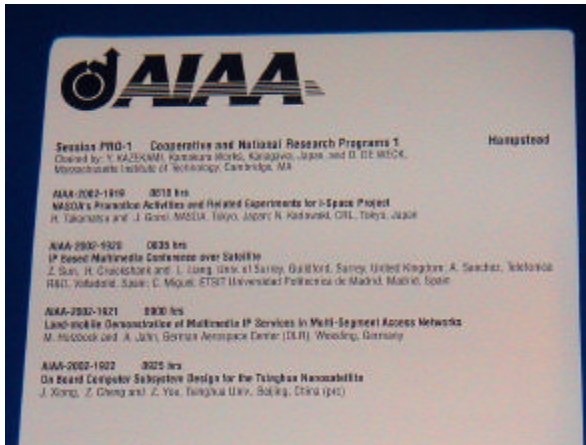 AIAA
Session PRO-1 Cooperative and National Research Programs 1 Hampstead
Chaired by: Y. KAZEKAMI, Kamakura Works, Kanagawa, Japan and O. DE WECK,
Massachusetts Institute of Technology, Cambridge, MA
AIAA-2002-1919 0810 hrs
NASDA's Promotion Activities and Related Experiments for I-Space Project
H. Takamatsu and J. Gomi, NASDA, Tokyo, Japan; N. Kadowaki, CRL, Tokyo, Japan
AIAA-2002-1920 0835 hrs
IP Based Multimedia Conference over Satellite
Z. Sun, H. Cruickshank and L. Liang, Univ. of Surrey, Guildford, Surrey, United Kingdom; A. Sanchez, Telefonica
R&D, Valladolid, Spain; C. Miguel, ETSIT Universidad Politecnica de Madrid, Madrid, Spain
AIAA-2002-1921 0900 hrs
Land-mobile Demonstration of Multimedia IP Services in Multi-Segment Access Networks
M. Holzbock and A. Jahn, German Aerospace Center (DLR), Wessling, Germany
AIAA-2002-1922 0925 hrs
On Board Computer Subsystem Design for the Tsinghua Nanosatellite
J. Xiong, Z. Cheng and Z. You, Tsinghua Univ., Beijing, China (prc)